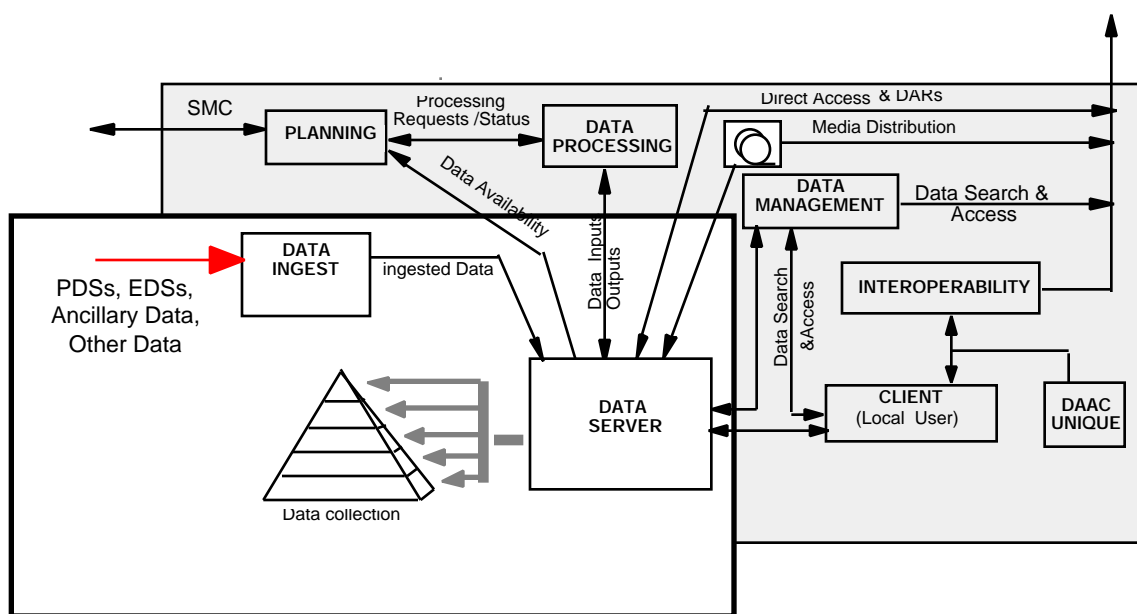 SMC
PLANNING
Processing
Requests /Status
DATA
PROCESSING
Direct Access & DARs
Media Distribution
DATA
MANAGEMENT
Data Search &
Access
Data Availability
Data Inputs
Outputs
DATA
INGEST
ingested Data
PDSs, EDSs,
Ancillary Data,
Other Data
INTEROPERABILITY
Data Search
&Access
DATA
SERVER
CLIENT
(Local User)
DAAC
UNIQUE
Data collection